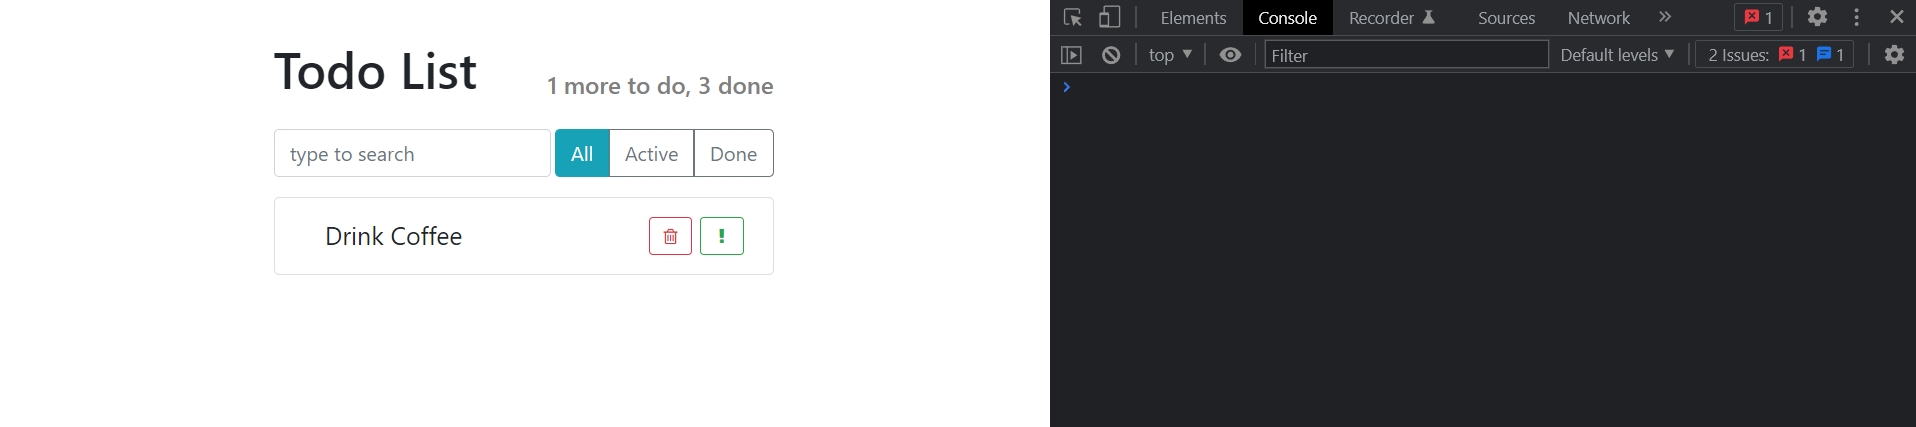 Todo List
1 more to do, 3 done
type to search
All
Active
Done
Drink Coffee
Elements
Console
Recorder
Sources
Network
1
top
Filter
Default levels
2 Issues:
1
1